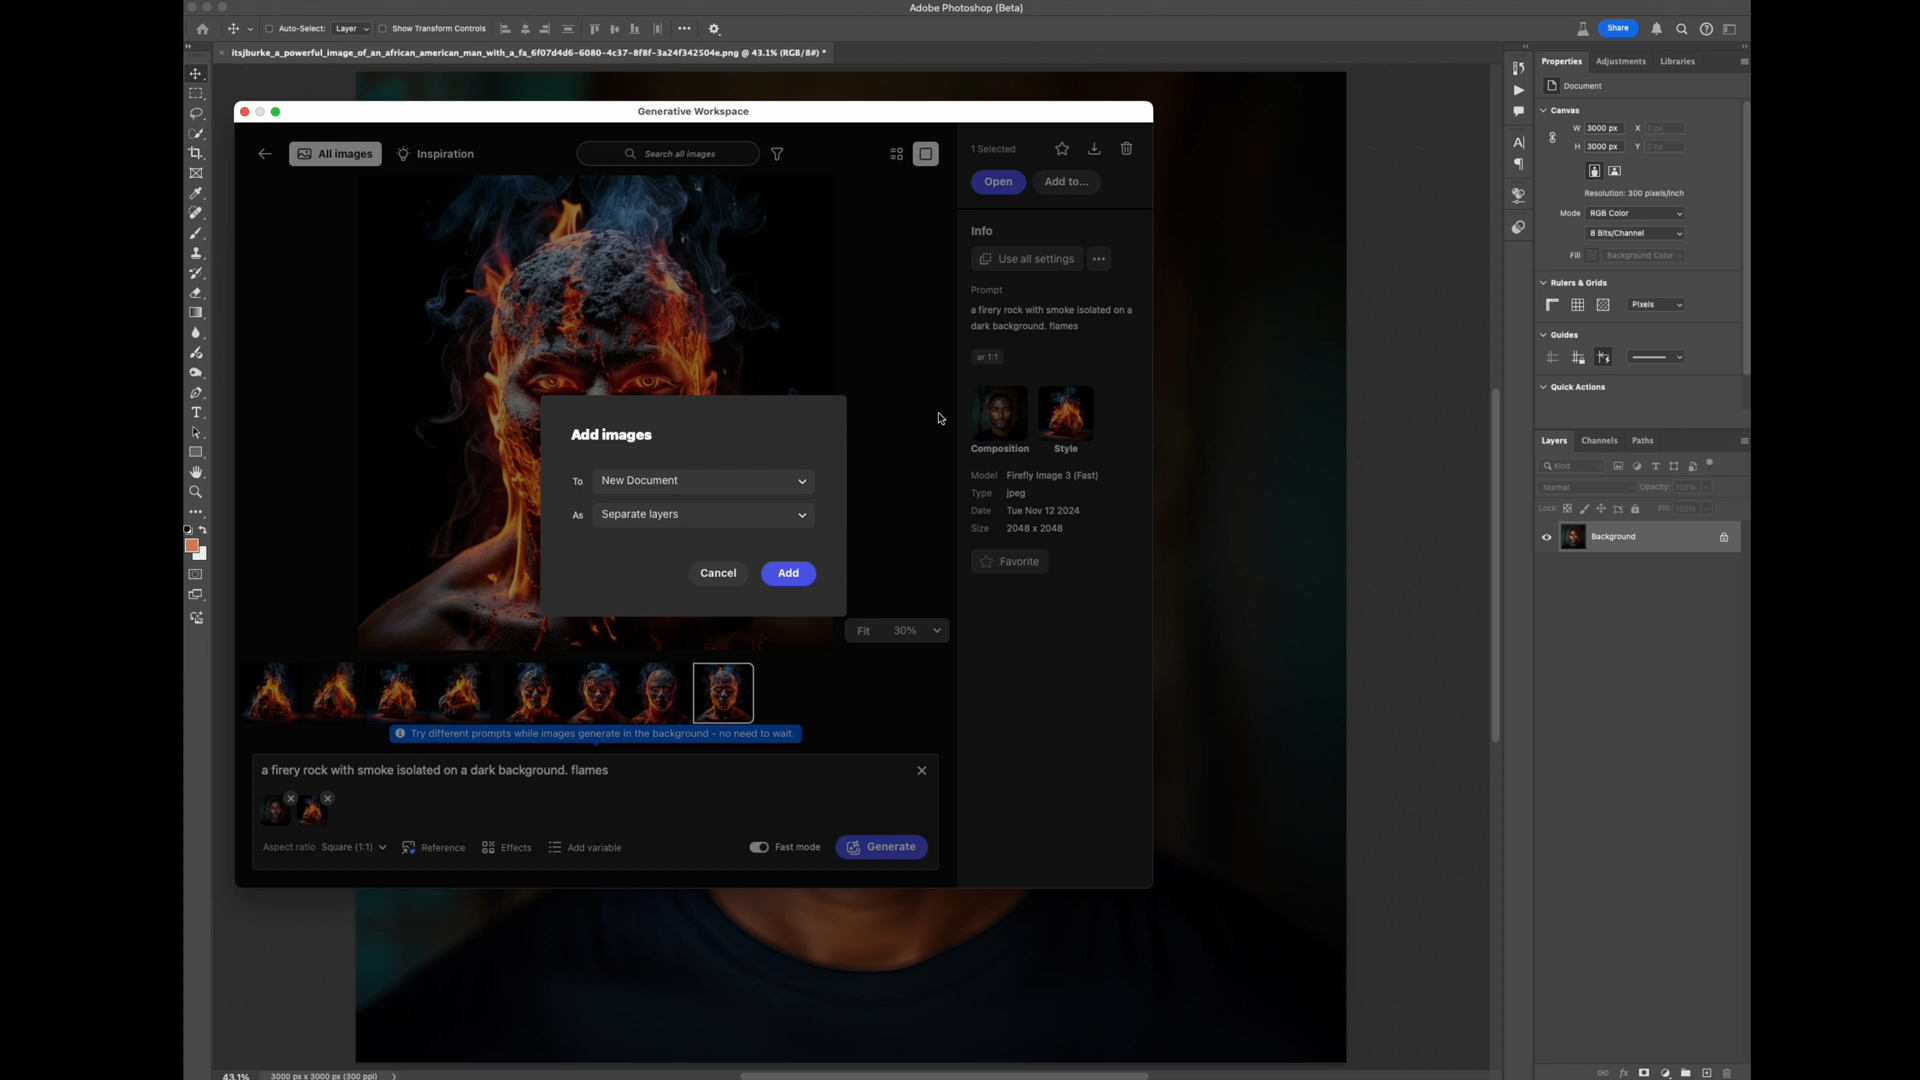 Adobe Photoshop (Beta)
Auto-Select:
Layer
Show Transform Controls
Share
itsjburke_a_powerful_image_of_an_african_american_man_with_a_fa_6f07d4d6-6080-4c37-8f8f-3a24f342504e.png @ 43.1% (RGB/8#) *
Generative Workspace
All images
Inspiration
Search all images
1 Selected
Open
Add to...
Info
Use all settings
Prompt
a firery rock with smoke isolated on a
dark background. flames
ar 1:1
Composition
Style
Model Firefly Image 3 (Fast)
Type jpeg
Date Tue Nov 12 2024
Size 2048 x 2048
Favorite
Add images
To New Document
As Separate layers
Cancel
Add
Fit 30%
Try different prompts while images generate in the background - no need to wait.
a firery rock with smoke isolated on a dark background. flames
Aspect ratio Square (1:1)
Reference
Effects
Add variable
Fast mode
Generate
43.1% 3000 px x 3000 px (300 ppi)
Properties
Adjustments
Libraries
Document
Canvas
W 3000 px X 0 px
H 3000 px Y 0 px
Resolution: 300 pixels/inch
Mode RGB Color
8 Bits/Channel
Fill Background Color
Rulers & Grids
Pixels
Guides
Quick Actions
Layers
Channels
Paths
Kind
Normal Opacity: 100%
Lock: Fill: 100%
Background
fx